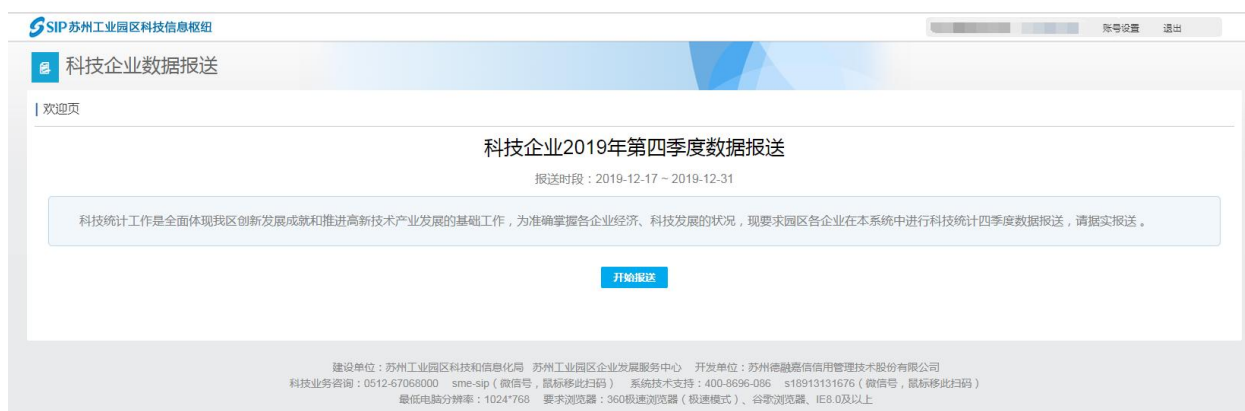 SIP 苏州工业园区科技信息枢纽
账号设置 退出
科技企业数据报送
欢迎页
科技企业2019年第四季度数据报送
报送时段：2019-12-17 ~ 2019-12-31
科技统计工作是全面体现我区创新发展成就和推进高新技术产业发展的基础工作，为准确掌握各企业经济、科技发展的状况，现要求园区各企业在本系统中进行科技统计四季度数据报送，请据实报送。
开始报送
建设单位：苏州工业园区科技和信息化局 苏州工业园区企业发展服务中心 开发单位：苏州德融嘉信信用管理技术股份有限公司
科技业务咨询：0512-67068000 sme-sip（微信号，鼠标移此扫码） 系统技术支持：400-8696-086 s18913131676（微信号，鼠标移此扫码）
最低电脑分辨率：1024*768 要求浏览器：360极速浏览器（极速模式）、谷歌浏览器、IE8.0及以上